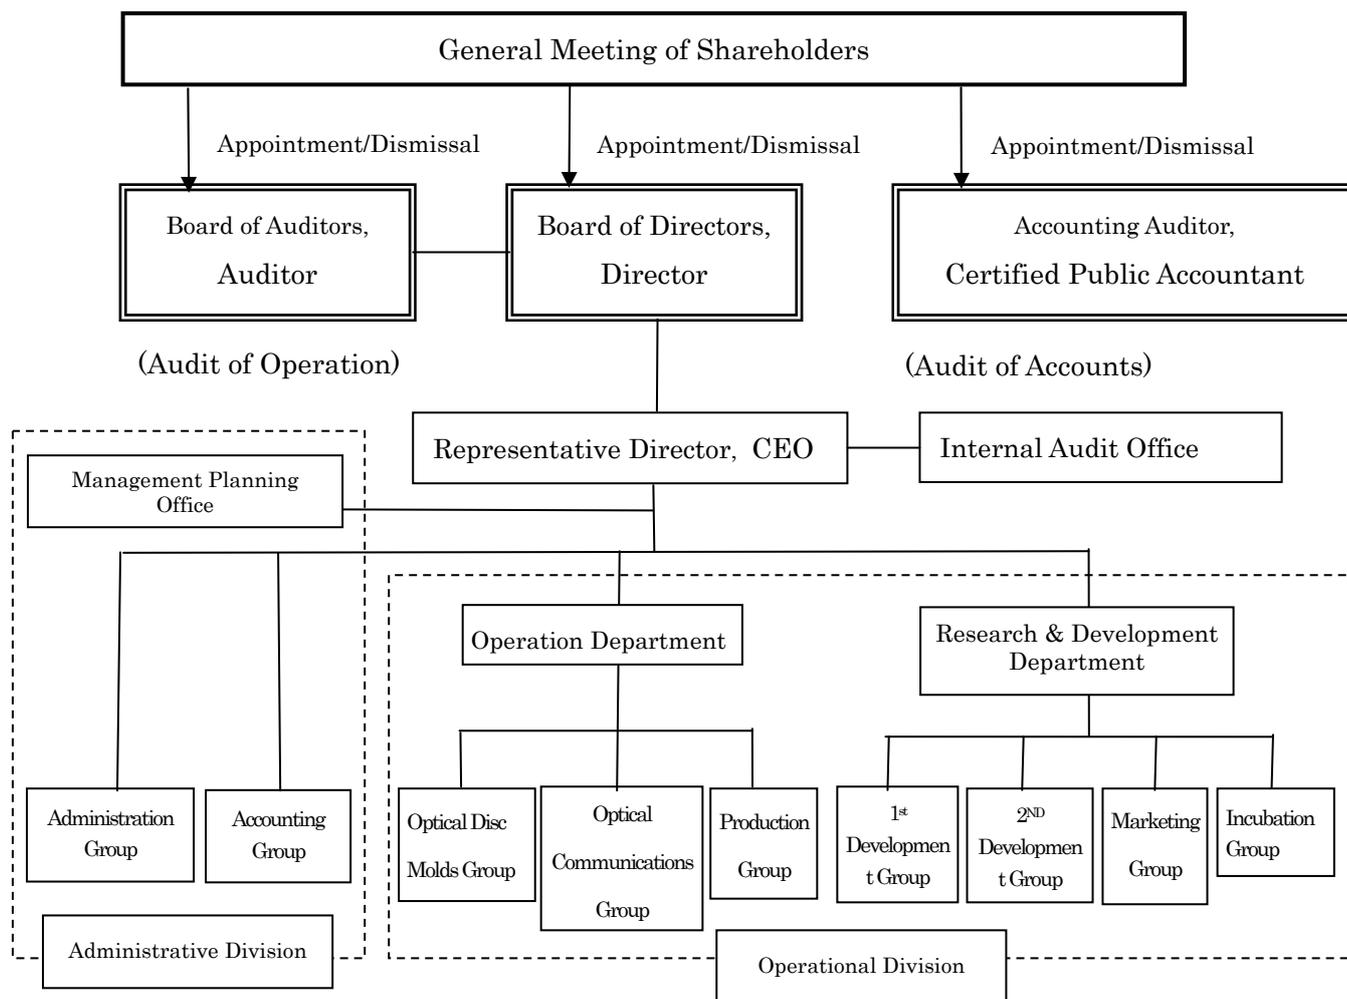 General Meeting of Shareholders
Appointment/Dismissal
Appointment/Dismissal
Appointment/Dismissal
Board of Auditors,
Auditor
Board of Directors,
Director
Accounting Auditor,
Certified Public Accountant
(Audit of Operation)
(Audit of Accounts)
Representative Director, CEO
Internal Audit Office
Management Planning
Office
Operation Department
Research & Development
Department
Administration
Group
Accounting
Group
Optical Disc
Molds Group
Optical
Communications
Group
Production
Group
1st
Developmen
t Group
2ND
Developmen
t Group
Marketing
Group
Incubation
Group
Administrative Division
Operational Division